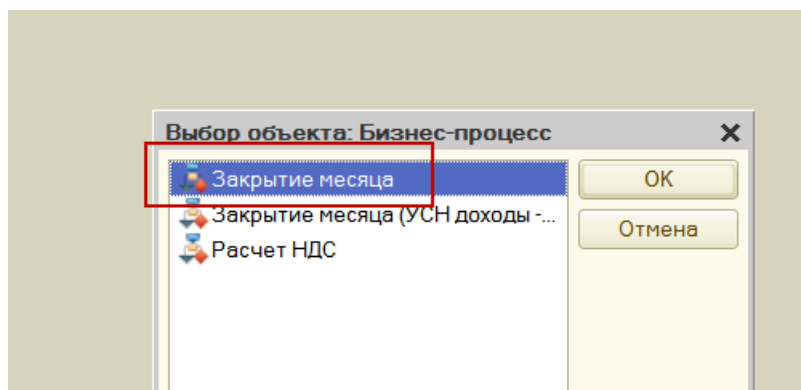 Выбор объекта: Бизнес-процесс
Закрытие месяца
OK
Закрытие месяца (УСН доходы -...
Отмена
Расчет НДС